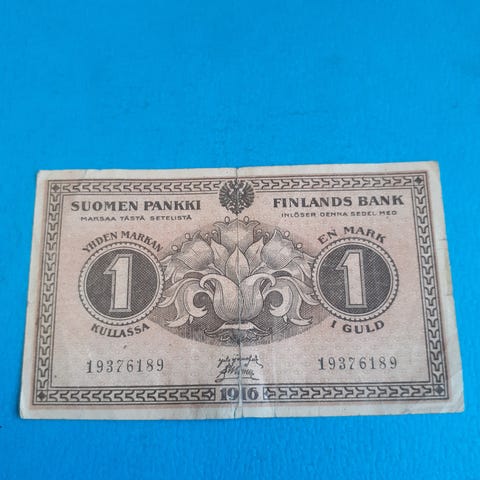 SUOMEN PANKKI
MAKSAA TÄSTÄ SETELISTÄ
FINLANDS BANK
INLÖSER DENNA SEDEL MED
YHDEN MARKAN
1
KULLASSA
EN MARK
1
I GULD
19376189
19376189
1916